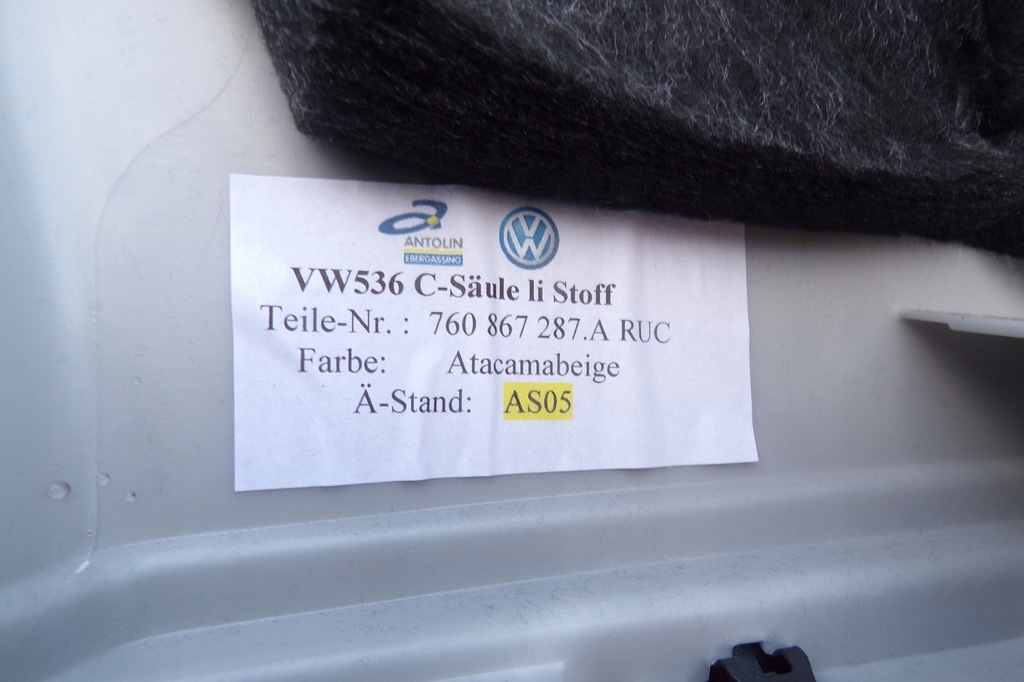 ANTOLIN
EBERGASSING
VW536 C-Säule li Stoff
Teile-Nr. : 760 867 287.A RUC
Farbe: Atacamabeige
Ä-Stand: AS05